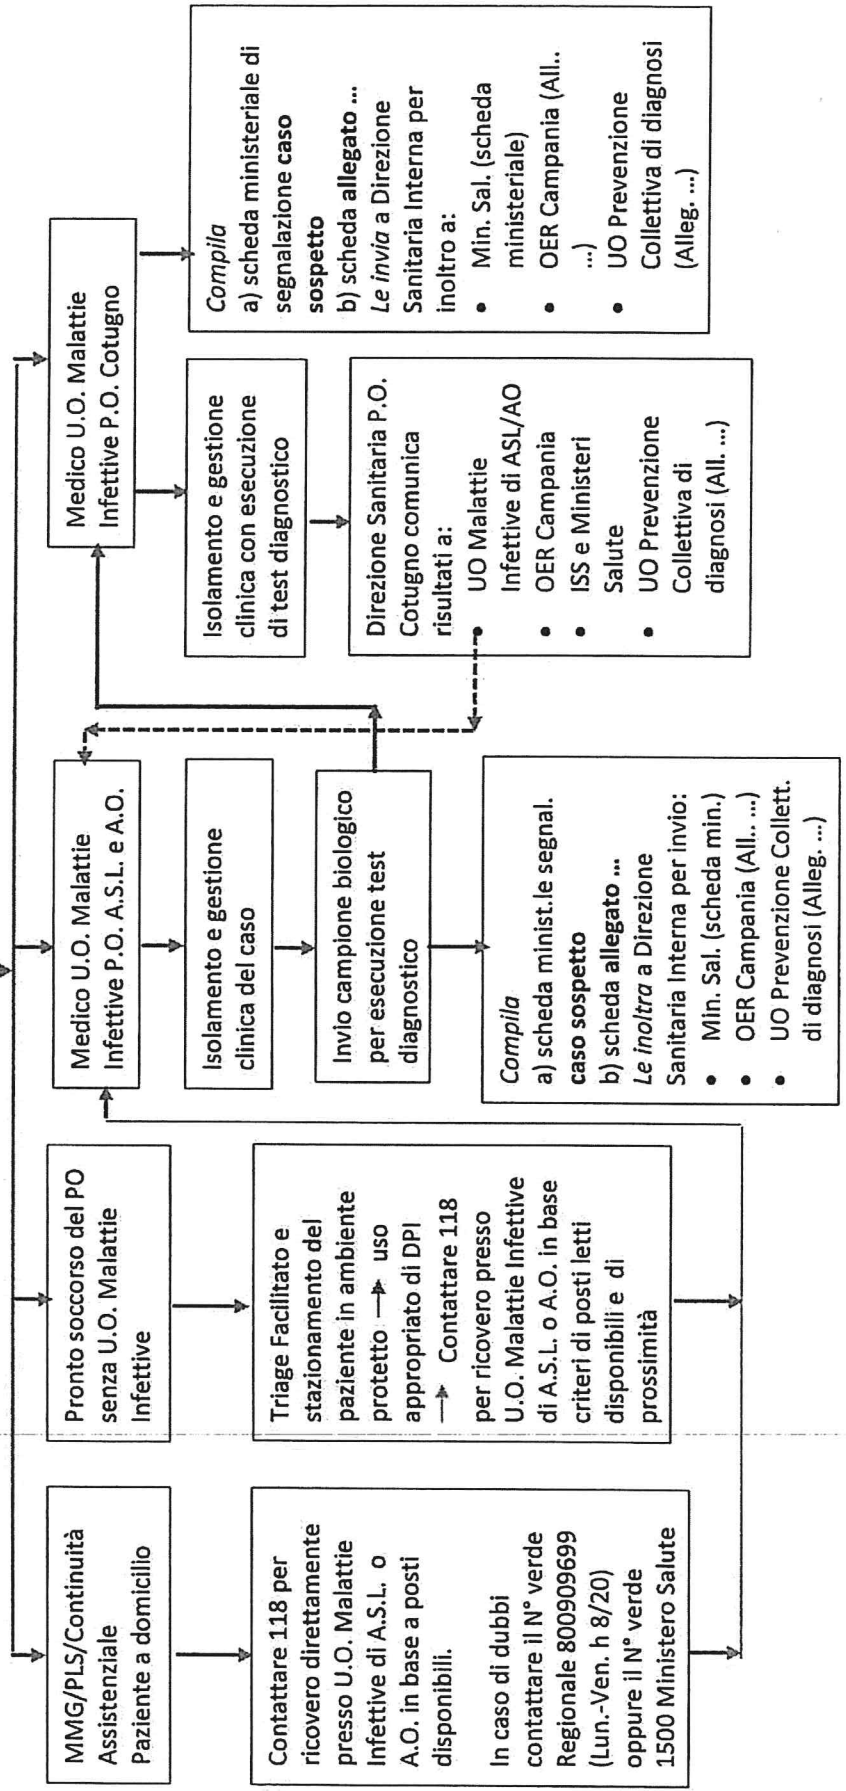 MMG/PLS/Continuità
Assistenziale
Paziente a domicilio
Contattare 118 per
ricovero direttamente
presso U.O. Malattie
Infettive di A.S.L. o
A.O. in base a posti
disponibili.
In caso di dubbi
contattare il N° verde
Regionale 800909699
(Lun.-Ven. h 8/20)
oppure il N° verde
1500 Ministero Salute
Pronto soccorso del PO
senza U.O. Malattie
Infettive
Triage Facilitato e
stazionamento del
paziente in ambiente
protetto → uso
appropriato di DPI
→ Contattare 118
per ricovero presso
U.O. Malattie Infettive
di A.S.L. o A.O. in base
criteri di posti letti
disponibili e di
prossimità
Medico U.O. Malattie
Infettive P.O. A.S.L. e A.O.
Isolamento e gestione
clinica del caso
Invio campione biologico
per esecuzione test
diagnostico
Compila
a) scheda minist.le segnal.
caso sospetto
b) scheda allegato ...
Le inoltra a Direzione
Sanitaria Interna per invio:
• Min. Sal. (scheda min.)
• OER Campania (All.. ...)
• UO Prevenzione Collett.
di diagnosi (Alleg. ...)
Medico U.O. Malattie
Infettive P.O. Cotugno
Isolamento e gestione
clinica con esecuzione
di test diagnostico
Direzione Sanitaria P.O.
Cotugno comunica
risultati a:
• UO Malattie
Infettive di ASL/AO
• OER Campania
• ISS e Ministeri
Salute
• UO Prevenzione
Collettiva di
diagnosi (All. ...)
Compila
a) scheda ministeriale di
segnalazione caso
sospetto
b) scheda allegato ...
Le invia a Direzione
Sanitaria Interna per
inoltro a:
• Min. Sal. (scheda
ministeriale)
• OER Campania (All..
...)
• UO Prevenzione
Collettiva di diagnosi
(Alleg. ...)